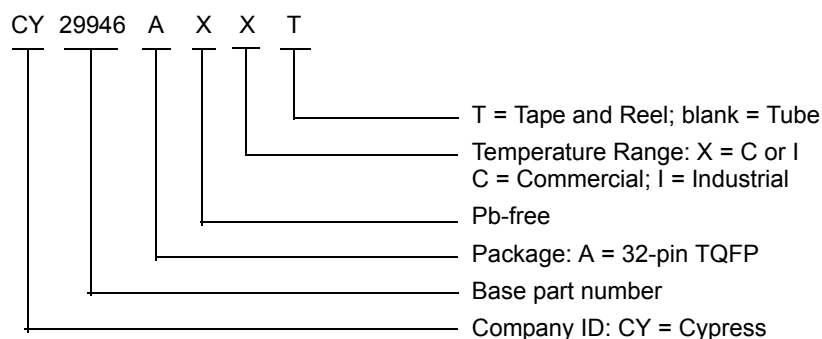 CY 29946 A X X T
T = Tape and Reel; blank = Tube
Temperature Range: X = C or I
C = Commercial; I = Industrial
Pb-free
Package: A = 32-pin TQFP
Base part number
Company ID: CY = Cypress